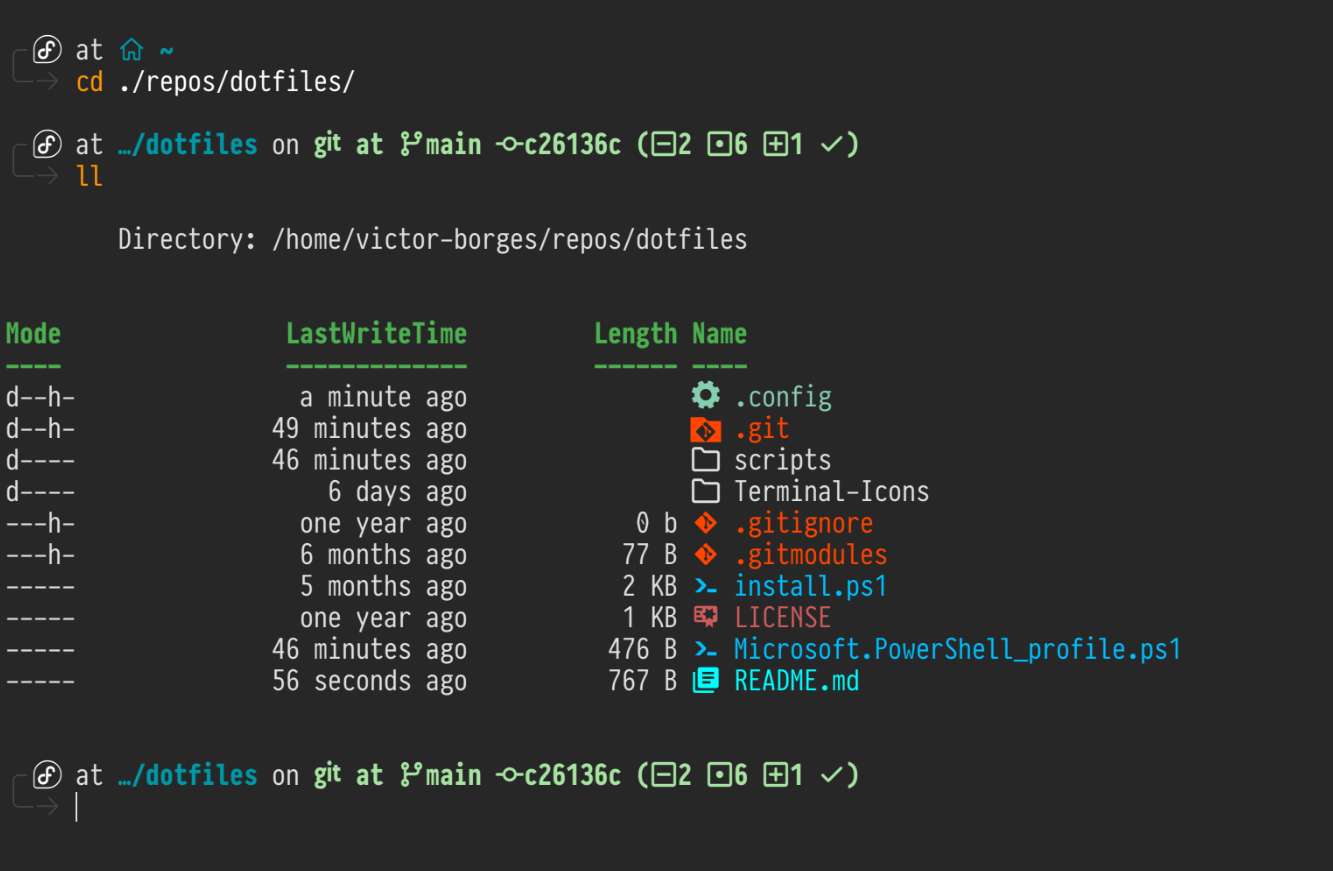 at ~
cd ./repos/dotfiles/
at …/dotfiles on git at main c26136c (2 6 1 ✓)
ll
Directory: /home/victor-borges/repos/dotfiles
Mode LastWriteTime Length Name
---- ------------- ------ ----
d--h- a minute ago .config
d--h- 49 minutes ago .git
d---- 46 minutes ago scripts
d---- 6 days ago Terminal-Icons
---h- one year ago 0 b .gitignore
---h- 6 months ago 77 B .gitmodules
----- 5 months ago 2 KB install.ps1
----- one year ago 1 KB LICENSE
----- 46 minutes ago 476 B Microsoft.PowerShell_profile.ps1
----- 56 seconds ago 767 B README.md
at …/dotfiles on git at main c26136c (2 6 1 ✓)